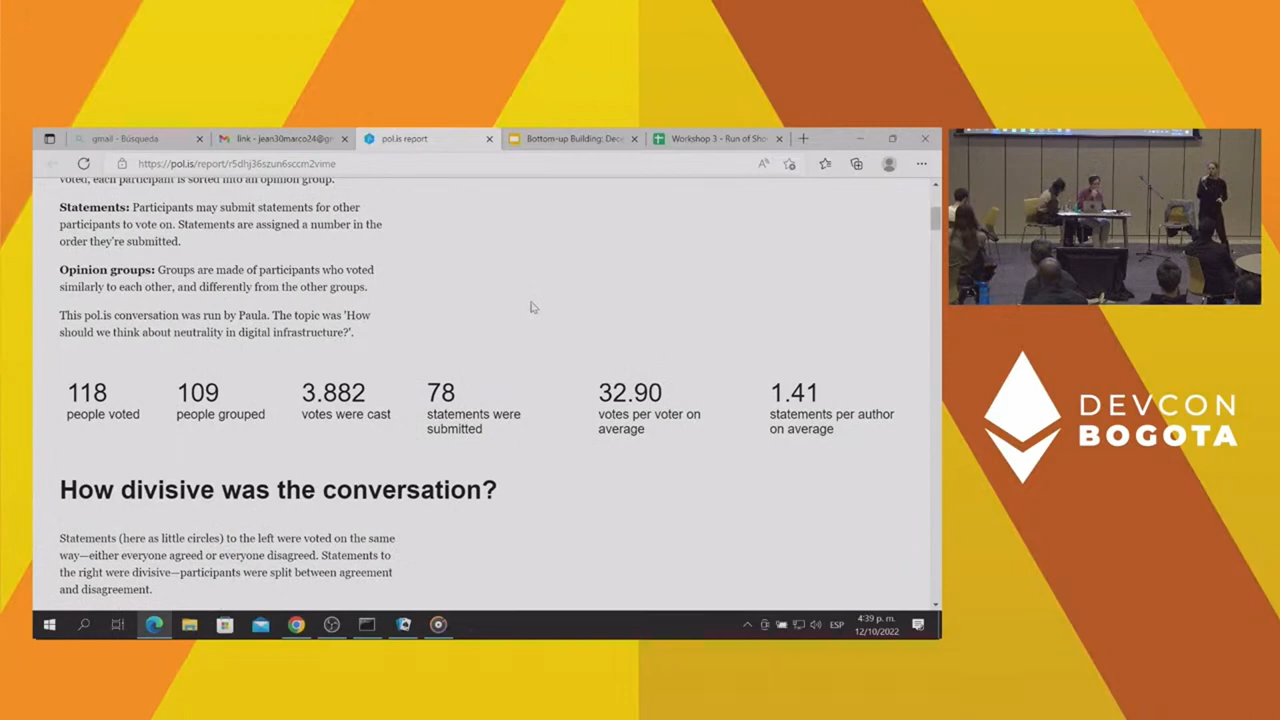 gmail - Búsqueda
link - jean30marco24@gm
pol.is report
Bottom-up Building: Dece
Workshop 3 - Run of Sho
https://pol.is/report/r5dhj36szun6sccm2vime
voted, each participant is sorted into an opinion group.
Statements: Participants may submit statements for other
participants to vote on. Statements are assigned a number in the
order they're submitted.
Opinion groups: Groups are made of participants who voted
similarly to each other, and differently from the other groups.
This pol.is conversation was run by Paula. The topic was 'How
should we think about neutrality in digital infrastructure?'.
118
people voted
109
people grouped
3.882
votes were cast
78
statements were
submitted
32.90
votes per voter on
average
1.41
statements per author
on average
How divisive was the conversation?
Statements (here as little circles) to the left were voted on the same
way—either everyone agreed or everyone disagreed. Statements to
the right were divisive—participants were split between agreement
and disagreement.
ESP
4:39 p. m.
12/10/2022
DEVCON
BOGOTA